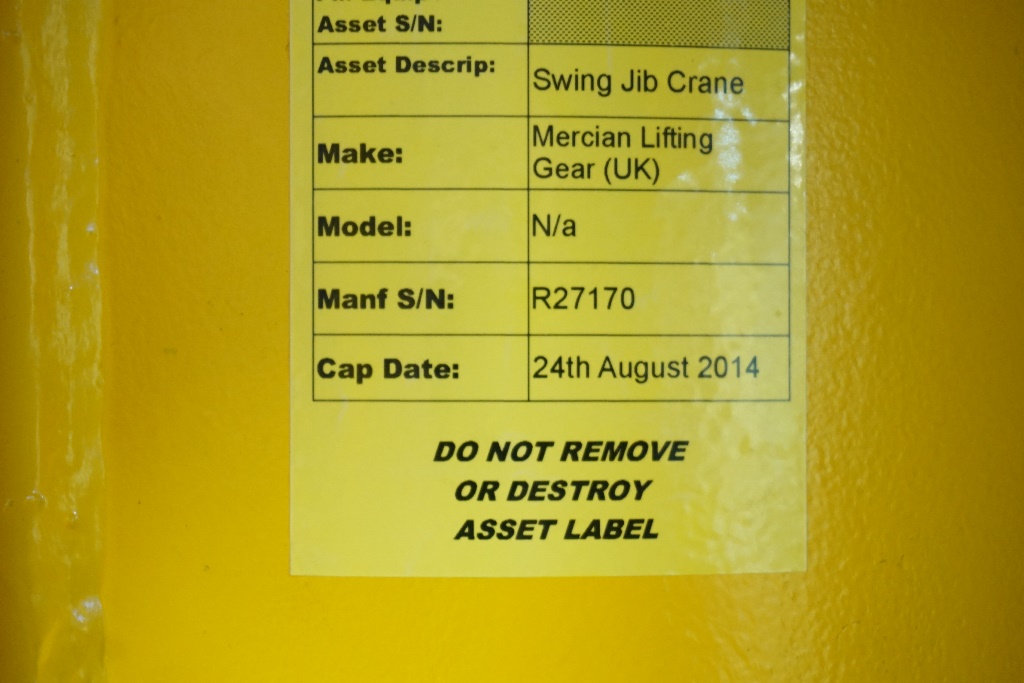 Asset S/N:
Asset Descrip: Swing Jib Crane
Make: Mercian Lifting
Gear (UK)
Model: N/a
Manf S/N: R27170
Cap Date: 24th August 2014
DO NOT REMOVE
OR DESTROY
ASSET LABEL